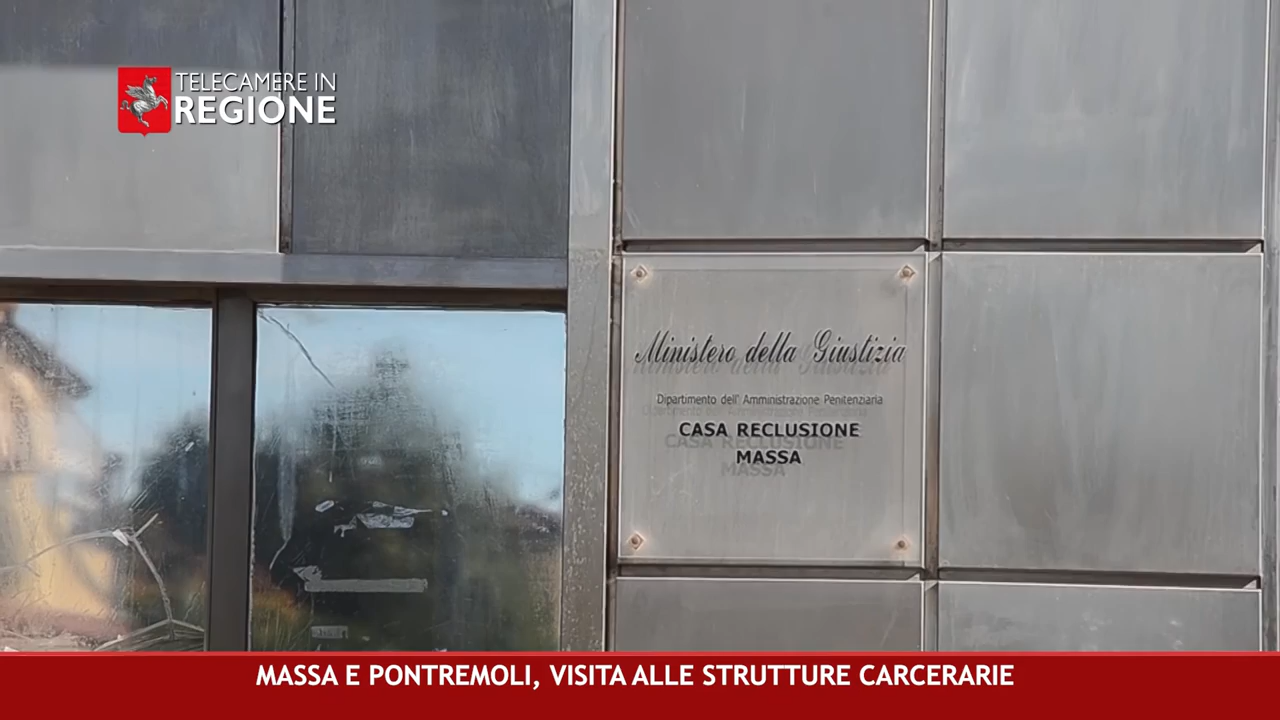 TELECAMERE IN
REGIONE
Ministero della Giustizia
Dipartimento dell' Amministrazione Penitenziaria
CASA RECLUSIONE
MASSA
MASSA E PONTREMOLI, VISITA ALLE STRUTTURE CARCERARIE